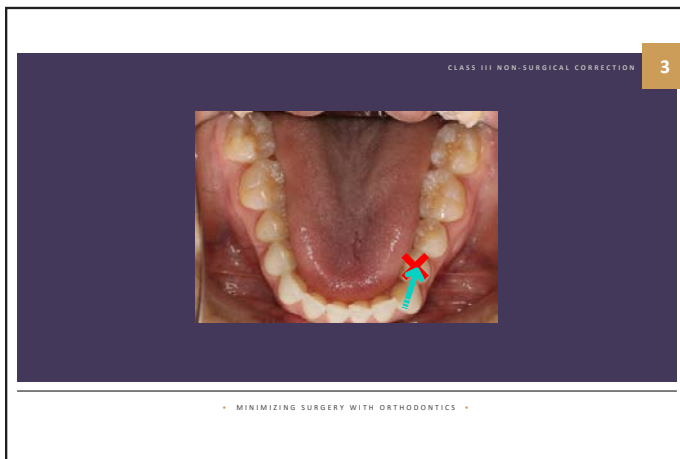 CLASS III NON-SURGICAL CORRECTION 3
• MINIMIZING SURGERY WITH ORTHODONTICS •